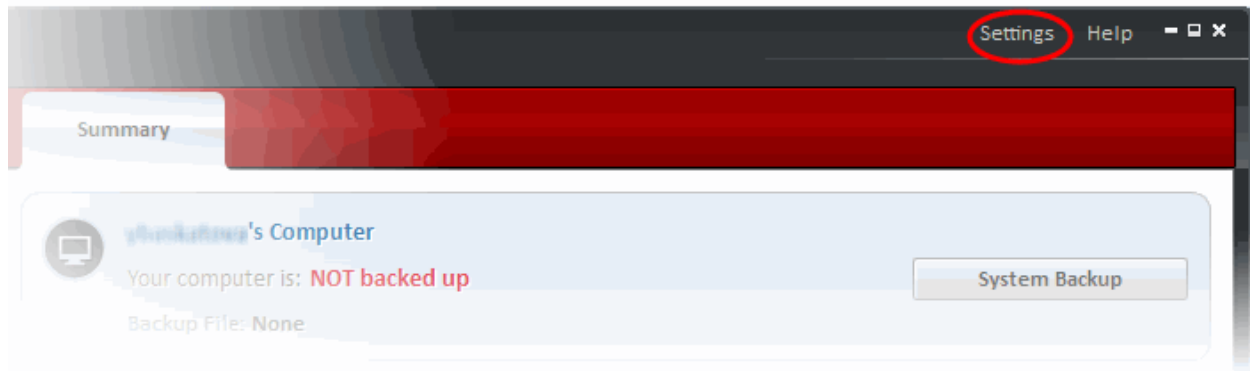 Settings Help
Summary
's Computer
Your computer is: NOT backed up
System Backup
Backup File: None